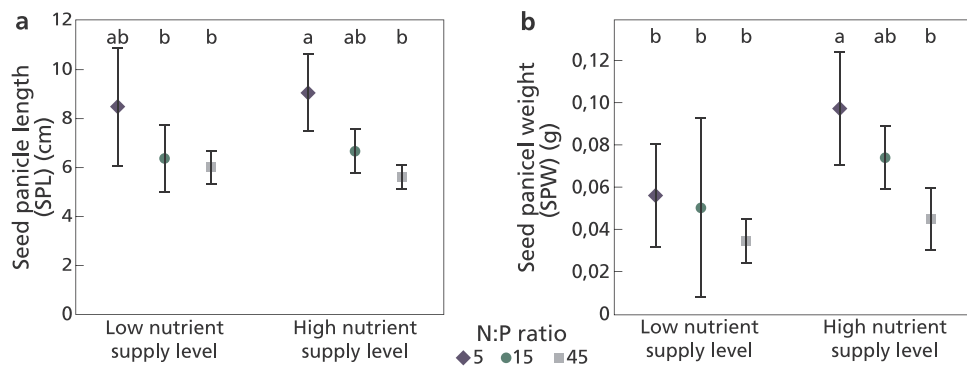 a
Seed panicle length
(SPL) (cm)
12
10
8
6
4
2
0
ab b b a ab b
Low nutrient
supply level
High nutrient
supply level
b
Seed panicel weight
(SPW) (g)
0,12
0,10
0,08
0,06
0,04
0,02
0
b b b a ab b
Low nutrient
supply level
High nutrient
supply level
N:P ratio
5 15 45